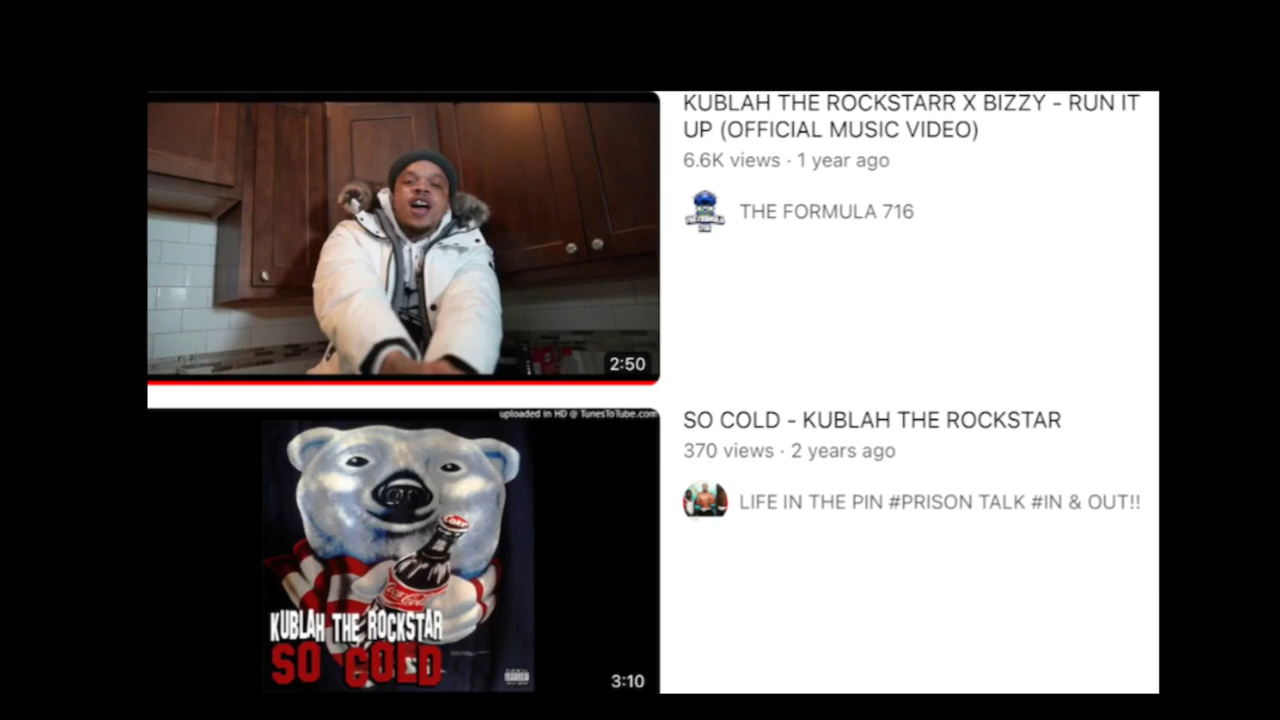 KUBLAH THE ROCKSTARR X BIZZY - RUN IT
UP (OFFICIAL MUSIC VIDEO)
6.6K views · 1 year ago
THE FORMULA 716
2:50
uploaded in HD @ TunesToTube.com
SO COLD - KUBLAH THE ROCKSTAR
370 views · 2 years ago
LIFE IN THE PIN #PRISON TALK #IN & OUT!!
Coca-Cola
KUBLAH THE ROCKSTAR
SO COLD
3:10